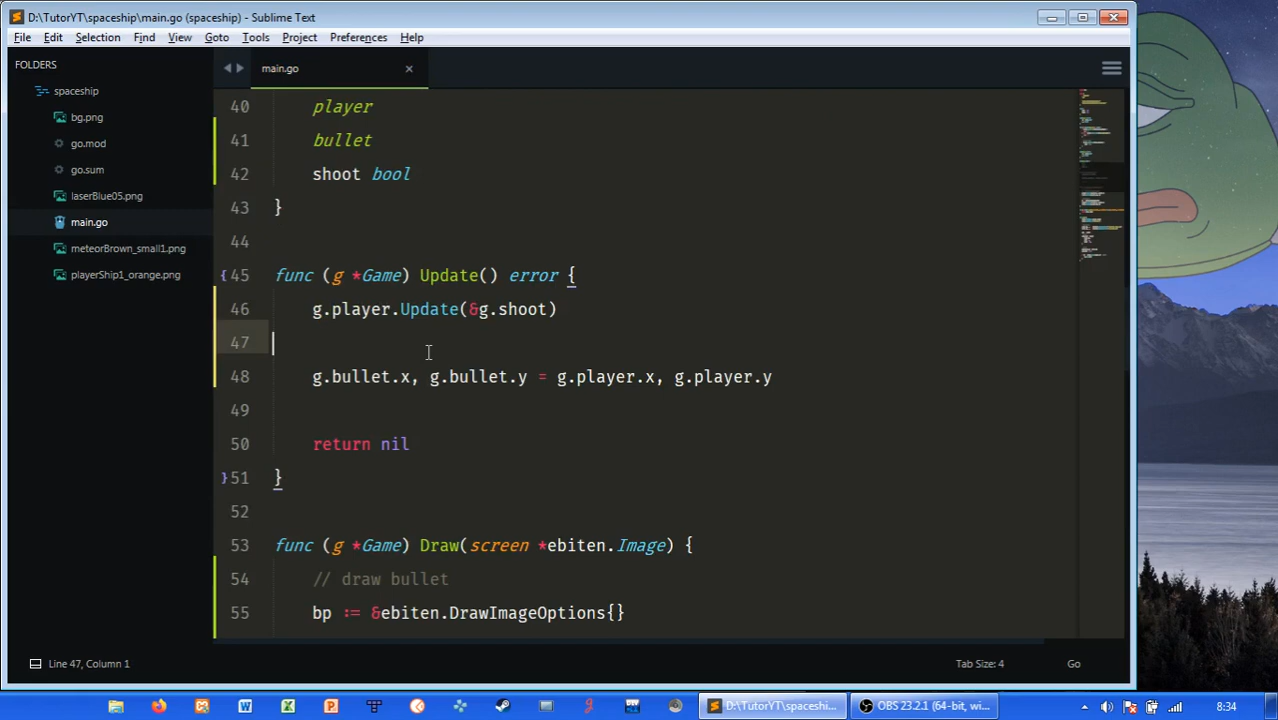 D:\TutorYT\spaceship\main.go (spaceship) - Sublime Text
File Edit Selection Find View Goto Tools Project Preferences Help
FOLDERS
spaceship
bg.png
go.mod
go.sum
laserBlue05.png
main.go
meteorBrown_small1.png
playerShip1_orange.png
main.go
40 player
41 bullet
42 shoot bool
43 }
44
45 func (g *Game) Update() error {
46 g.player.Update(&g.shoot)
47
48 g.bullet.x, g.bullet.y = g.player.x, g.player.y
49
50 return nil
51 }
52
53 func (g *Game) Draw(screen *ebiten.Image) {
54 // draw bullet
55 bp := &ebiten.DrawImageOptions{}
Line 47, Column 1
Tab Size: 4
Go
D:\TutorYT\spaceshi...
OBS 23.2.1 (64-bit, wi...
8:34